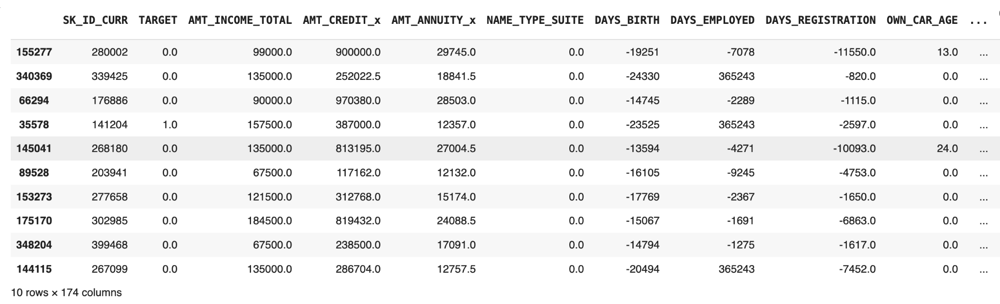 SK_ID_CURR TARGET AMT_INCOME_TOTAL AMT_CREDIT_x AMT_ANNUITY_x NAME_TYPE_SUITE DAYS_BIRTH DAYS_EMPLOYED DAYS_REGISTRATION OWN_CAR_AGE ...
155277 280002 0.0 99000.0 900000.0 29745.0 0.0 -19251 -7078 -11550.0 13.0 ...
340369 339425 0.0 135000.0 252022.5 18841.5 0.0 -24330 365243 -820.0 0.0 ...
66294 176886 0.0 90000.0 970380.0 28503.0 0.0 -14745 -2289 -1115.0 0.0 ...
35578 141204 1.0 157500.0 387000.0 12357.0 0.0 -23525 365243 -2597.0 0.0 ...
145041 268180 0.0 135000.0 813195.0 27004.5 0.0 -13594 -4271 -10093.0 24.0 ...
89528 203941 0.0 67500.0 117162.0 12132.0 0.0 -16105 -9245 -4753.0 0.0 ...
153273 277658 0.0 121500.0 312768.0 15174.0 0.0 -17769 -2367 -1650.0 0.0 ...
175170 302985 0.0 184500.0 819432.0 24088.5 0.0 -15067 -1691 -6863.0 0.0 ...
348204 399468 0.0 67500.0 238500.0 17091.0 0.0 -14794 -1275 -1617.0 0.0 ...
144115 267099 0.0 135000.0 286704.0 12757.5 0.0 -20494 365243 -7452.0 0.0 ...
10 rows × 174 columns